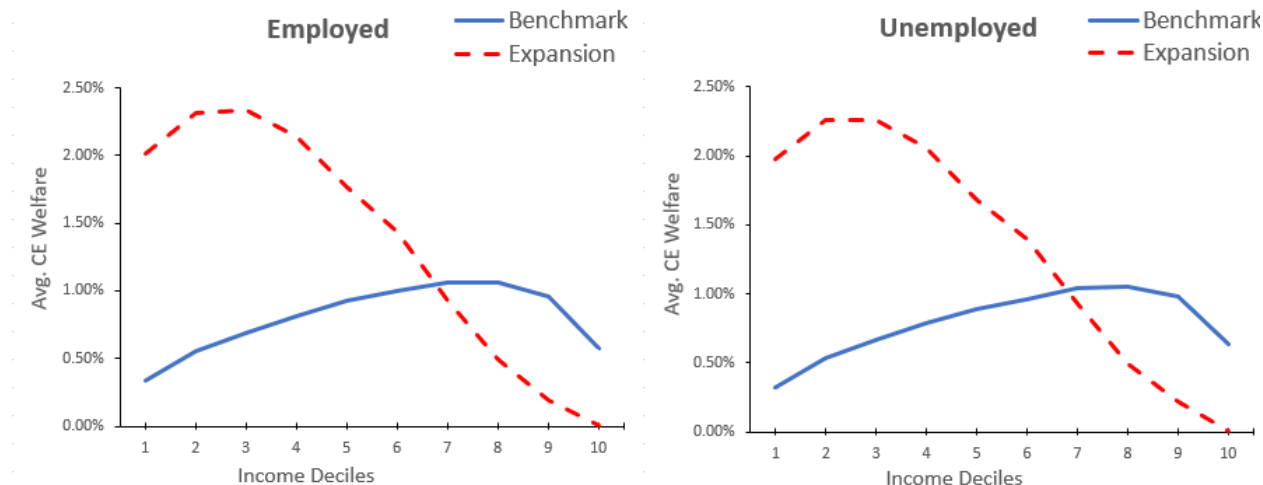 Employed
Benchmark
Expansion
2.50%
2.00%
1.50%
1.00%
0.50%
0.00%
Avg. CE Welfare
1 2 3 4 5 6 7 8 9 10
Income Deciles
Unemployed
Benchmark
Expansion
2.50%
2.00%
1.50%
1.00%
0.50%
0.00%
Avg. CE Welfare
1 2 3 4 5 6 7 8 9 10
Income Deciles